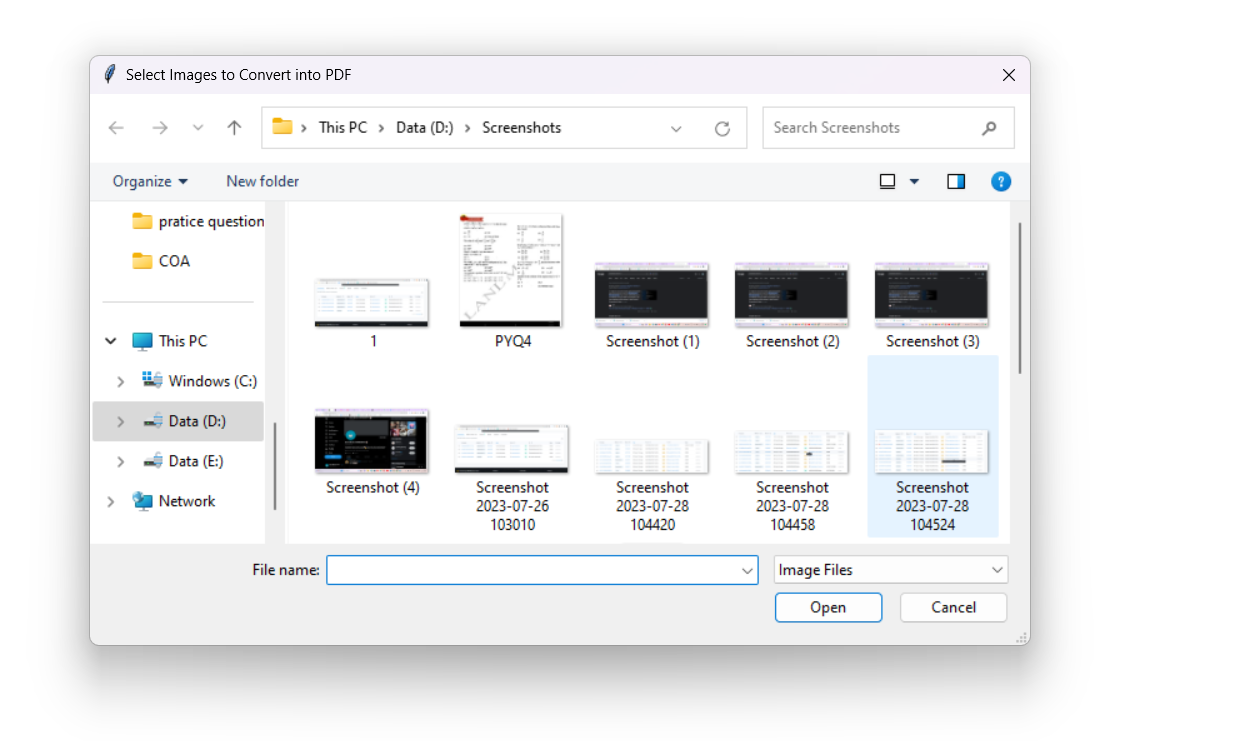 Select Images to Convert into PDF
This PC
Data (D:)
Screenshots
Search Screenshots
Organize
New folder
?
pratice question
COA
This PC
Windows (C:)
Data (D:)
Data (E:)
Network
1
PYQ4
Screenshot (1)
Screenshot (2)
Screenshot (3)
Screenshot (4)
Screenshot
2023-07-26
103010
Screenshot
2023-07-28
104420
Screenshot
2023-07-28
104458
Screenshot
2023-07-28
104524
File name:
Image Files
Open
Cancel